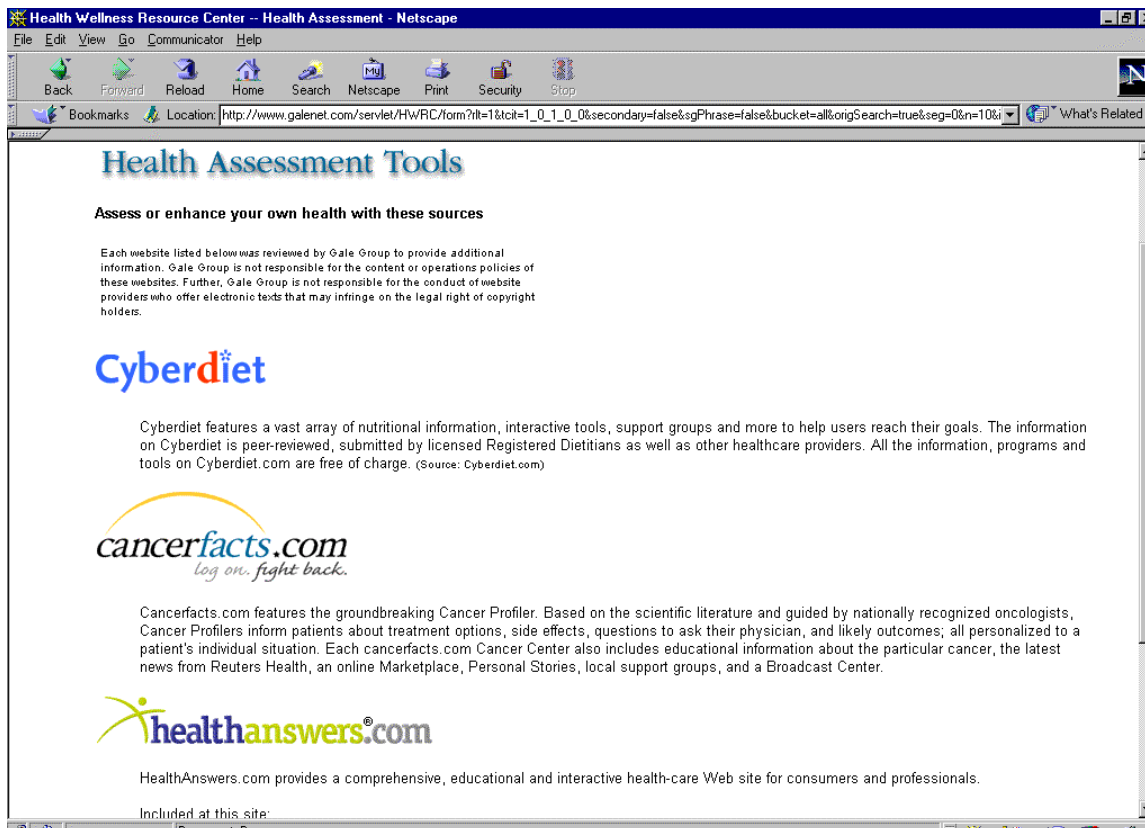 Health Wellness Resource Center -- Health Assessment - Netscape
File Edit View Go Communicator Help
My
Back Forward Reload Home Search Netscape Print Security Stop
N
Bookmarks Location: http://www.galenet.com/servlet/HWRC/form?rlt=1&tcit=1_0_1_0_0&secondary=false&sgPhrase=false&bucket=all&origSearch=true&seg=0&n=10&i What's Related
Health Assessment Tools
Assess or enhance your own health with these sources
Each website listed below was reviewed by Gale Group to provide additional
information. Gale Group is not responsible for the content or operations policies of
these websites. Further, Gale Group is not responsible for the conduct of website
providers who offer electronic texts that may infringe on the legal right of copyright
holders.
Cyberdiet
Cyberdiet features a vast array of nutritional information, interactive tools, support groups and more to help users reach their goals. The information
on Cyberdiet is peer-reviewed, submitted by licensed Registered Dietitians as well as other healthcare providers. All the information, programs and
tools on Cyberdiet.com are free of charge. (Source: Cyberdiet.com)
cancerfacts.com
log on. fight back.
Cancerfacts.com features the groundbreaking Cancer Profiler. Based on the scientific literature and guided by nationally recognized oncologists,
Cancer Profilers inform patients about treatment options, side effects, questions to ask their physician, and likely outcomes; all personalized to a
patient's individual situation. Each cancerfacts.com Cancer Center also includes educational information about the particular cancer, the latest
news from Reuters Health, an online Marketplace, Personal Stories, local support groups, and a Broadcast Center.
healthanswers®.com
HealthAnswers.com provides a comprehensive, educational and interactive health-care Web site for consumers and professionals.
Included at this site: